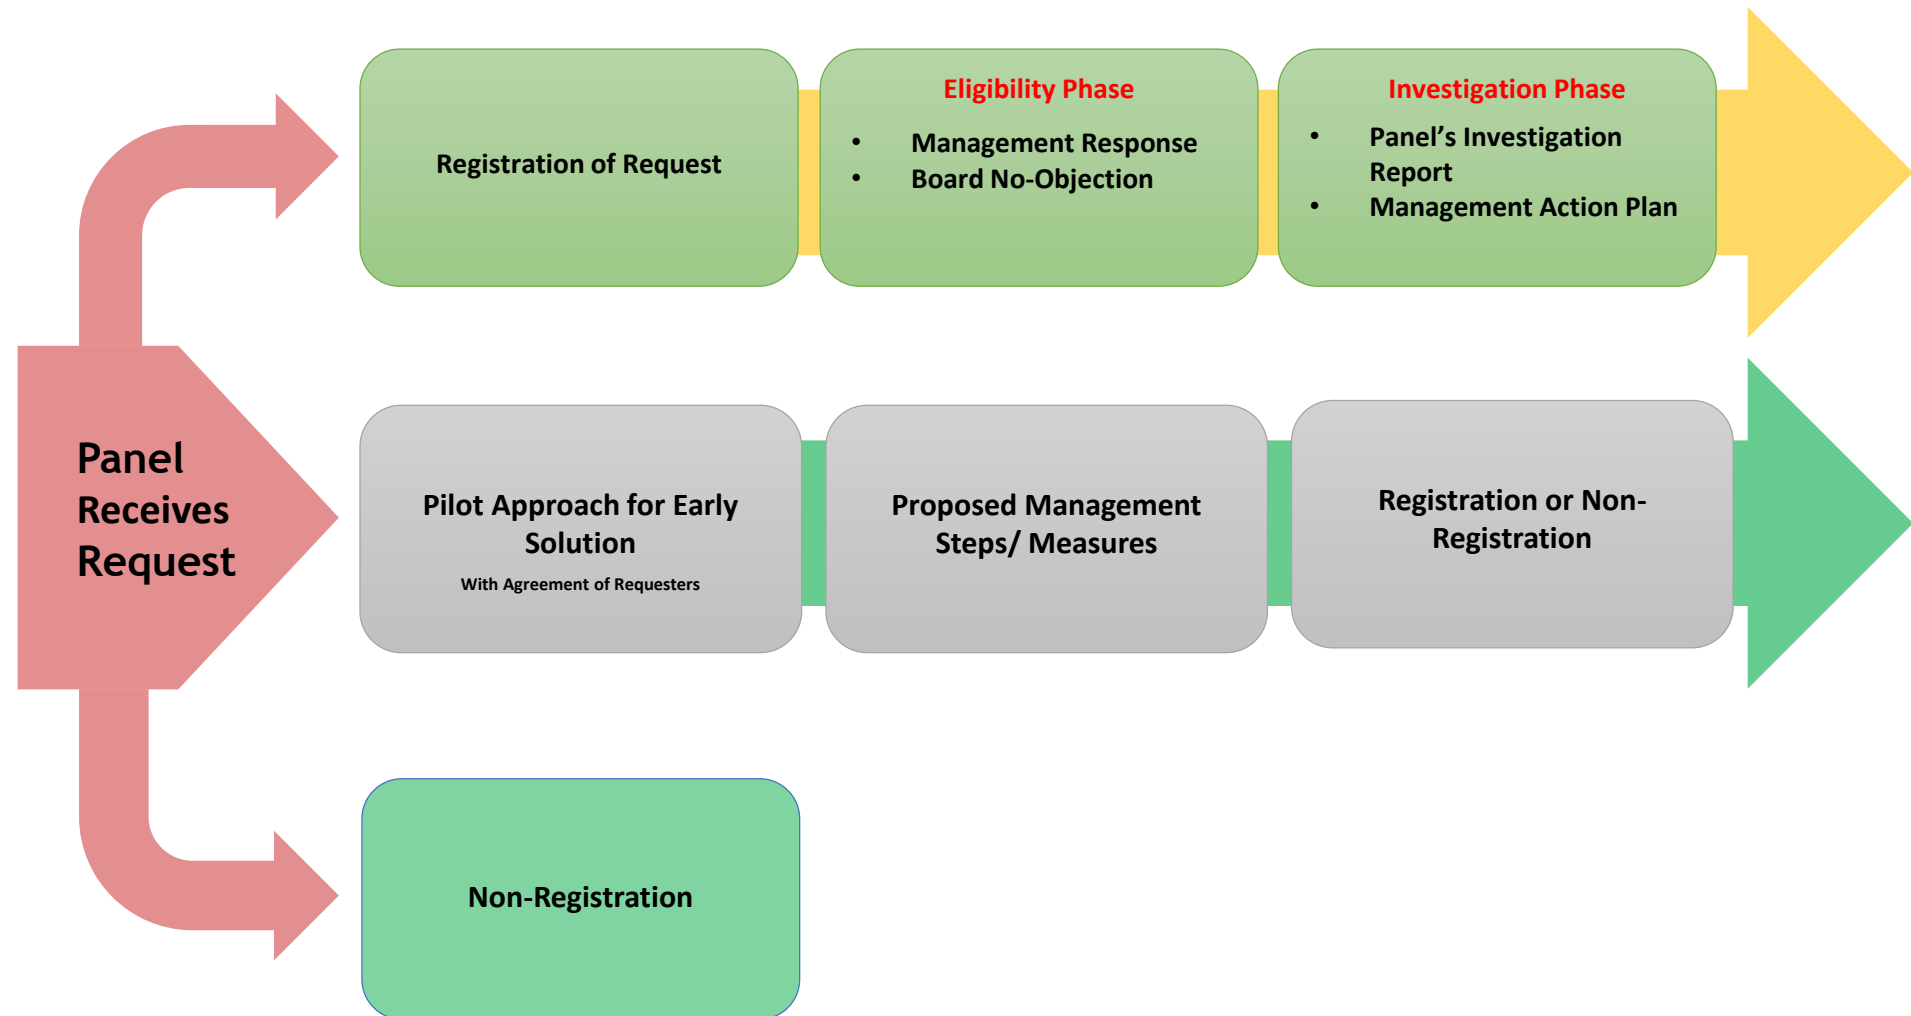 Panel
Receives
Request
Registration of Request
Eligibility Phase
• Management Response
• Board No-Objection
Investigation Phase
• Panel’s Investigation
Report
• Management Action Plan
Pilot Approach for Early
Solution
With Agreement of Requesters
Proposed Management
Steps/ Measures
Registration or Non-
Registration
Non-Registration